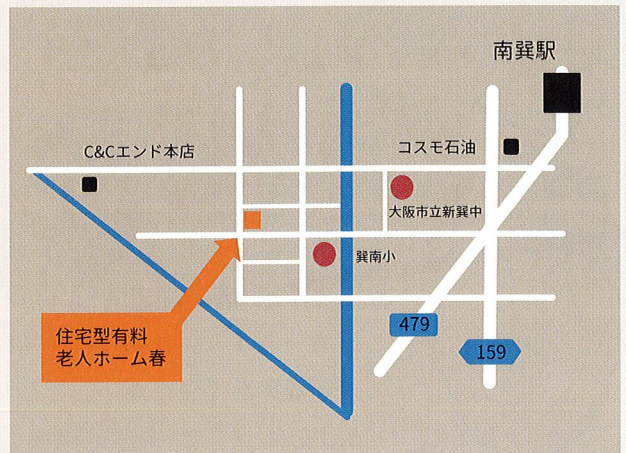 南巽駅
C&Cエンド本店
コスモ石油
大阪市立新巽中
巽南小
479
159
住宅型有料
老人ホーム春